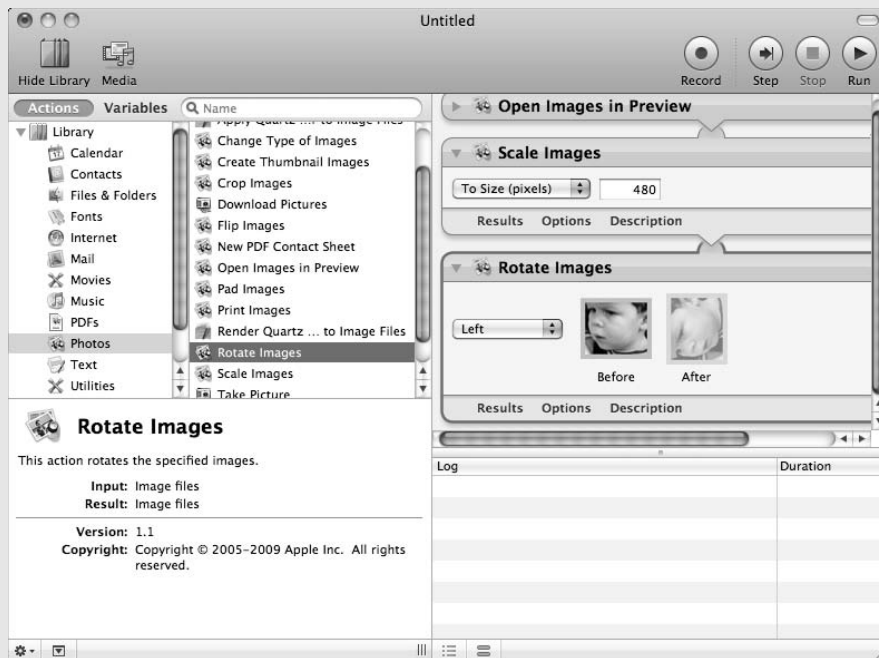 Untitled
Hide Library Media
Record Step Stop Run
Actions Variables Name
Library
Calendar
Contacts
Files & Folders
Fonts
Internet
Mail
Movies
Music
PDFs
Photos
Text
Utilities
Apply Quartz ... to Image Files
Change Type of Images
Create Thumbnail Images
Crop Images
Download Pictures
Flip Images
New PDF Contact Sheet
Open Images in Preview
Pad Images
Print Images
Render Quartz ... to Image Files
Rotate Images
Scale Images
Take Picture
Rotate Images
This action rotates the specified images.
Input: Image files
Result: Image files
Version: 1.1
Copyright: Copyright © 2005–2009 Apple Inc. All rights
reserved.
Open Images in Preview
Scale Images
To Size (pixels) 480
Results Options Description
Rotate Images
Left
Before After
Results Options Description
Log Duration